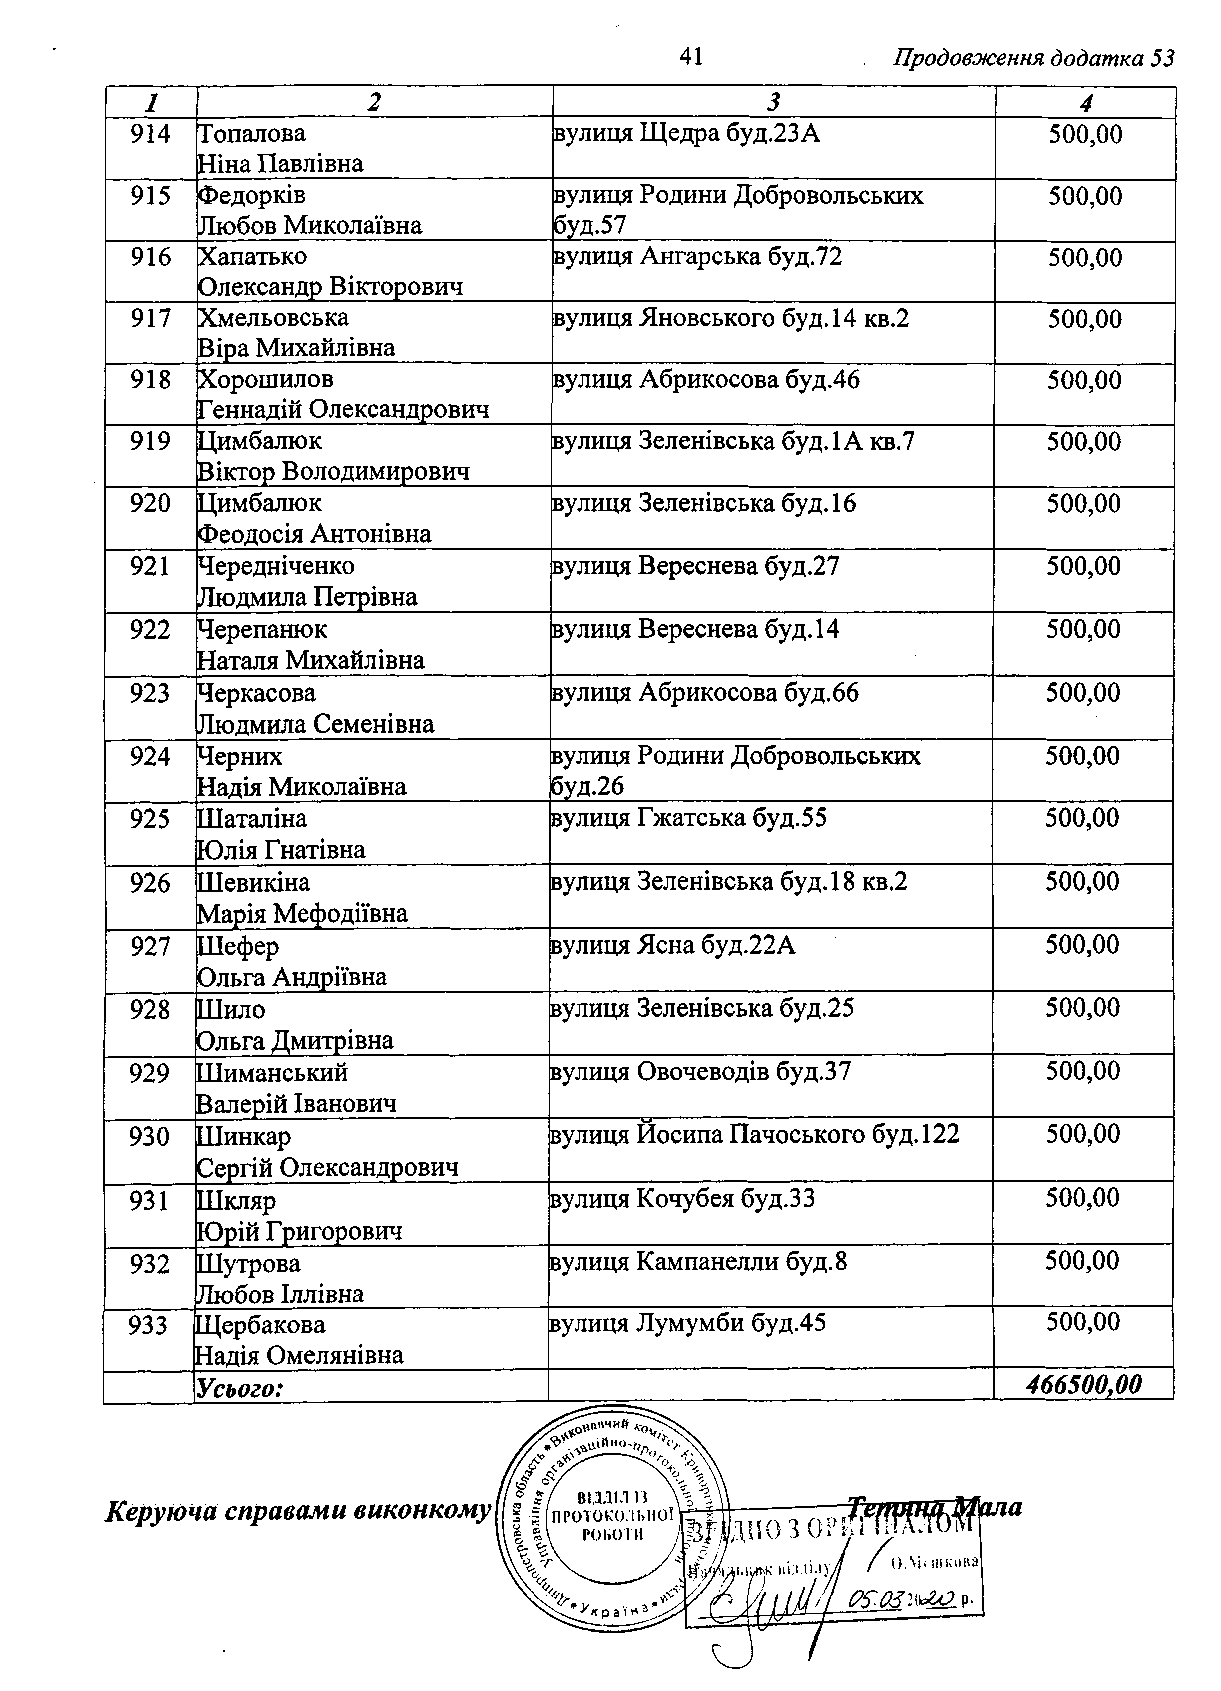 41
Продовження додатка 53
1 2 3 4
914 Топалова вулиця Щедра буд.23А 500,00
Ніна Павлівна
915 Федорків вулиця Родини Добровольських 500,00
Любов Миколаївна буд.57
916 Хапатько вулиця Ангарська буд.72 500,00
Олександр Вікторович
917 Хмельовська вулиця Яновського буд.14 кв.2 500,00
Віра Михайлівна
918 Хорошилов вулиця Абрикосова буд.46 500,00
Геннадій Олександрович
919 Цимбалюк вулиця Зеленівська буд.1А кв.7 500,00
Віктор Володимирович
920 Цимбалюк вулиця Зеленівська буд.16 500,00
Феодосія Антонівна
921 Чередніченко вулиця Вереснева буд.27 500,00
Людмила Петрівна
922 Черепанюк вулиця Вереснева буд.14 500,00
Наталя Михайлівна
923 Черкасова вулиця Абрикосова буд.66 500,00
Людмила Семенівна
924 Черних вулиця Родини Добровольських 500,00
Надія Миколаївна буд.26
925 Шаталіна вулиця Гжатська буд.55 500,00
Юлія Гнатівна
926 Шевикіна вулиця Зеленівська буд.18 кв.2 500,00
Марія Мефодіївна
927 Шефер вулиця Ясна буд.22А 500,00
Ольга Андріївна
928 Шило вулиця Зеленівська буд.25 500,00
Ольга Дмитрівна
929 Шиманський вулиця Овочеводів буд.37 500,00
Валерій Іванович
930 Шинкар вулиця Йосипа Пачоського буд.122 500,00
Сергій Олександрович
931 Шкляр вулиця Кочубея буд.33 500,00
Юрій Григорович
932 Шутрова вулиця Кампанелли буд.8 500,00
Любов Іллівна
933 Щербакова вулиця Лумумби буд.45 500,00
Надія Омелянівна
Усього: 466500,00
Керуюча справами виконкому Тетяна Мала
Дніпропетровська область * Виконавчий комітет
Управління організаційно-протокольної
ВІДДІЛ ІЗ
ПРОТОКОЛЬНОЇ
РОБОТИ
* Україна *
ЗГІДНО З ОРИГІНАЛОМ
Начальник відділу О.Мєшкова
05.03 2020 р.